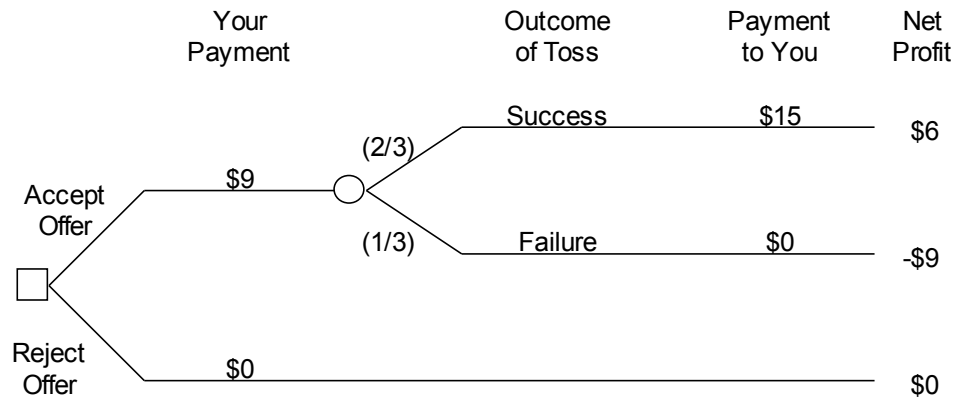 Your
Payment
Outcome
of Toss
Payment
to You
Net
Profit
Success
$15
$6
(2/3)
Accept
Offer
$9
(1/3)
Failure
$0
-$9
Reject
Offer
$0
$0